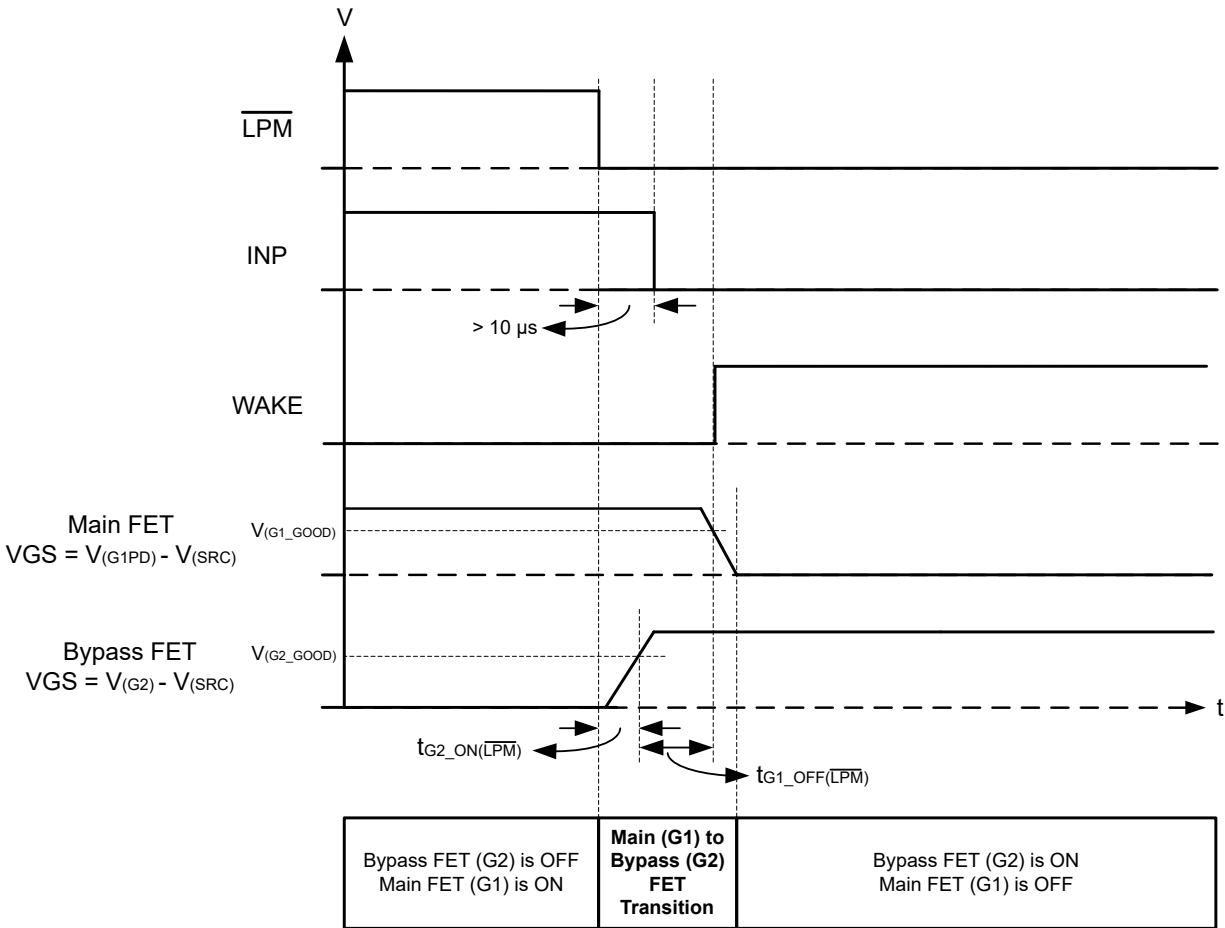 V
LPM
INP
> 10 µs
WAKE
Main FET
VGS = V(G1PD) - V(SRC)
V(G1_GOOD)
Bypass FET
VGS = V(G2) - V(SRC)
V(G2_GOOD)
t
tG2_ON(LPM)
tG1_OFF(LPM)
Bypass FET (G2) is OFF
Main FET (G1) is ON
Main (G1) to
Bypass (G2)
FET
Transition
Bypass FET (G2) is ON
Main FET (G1) is OFF